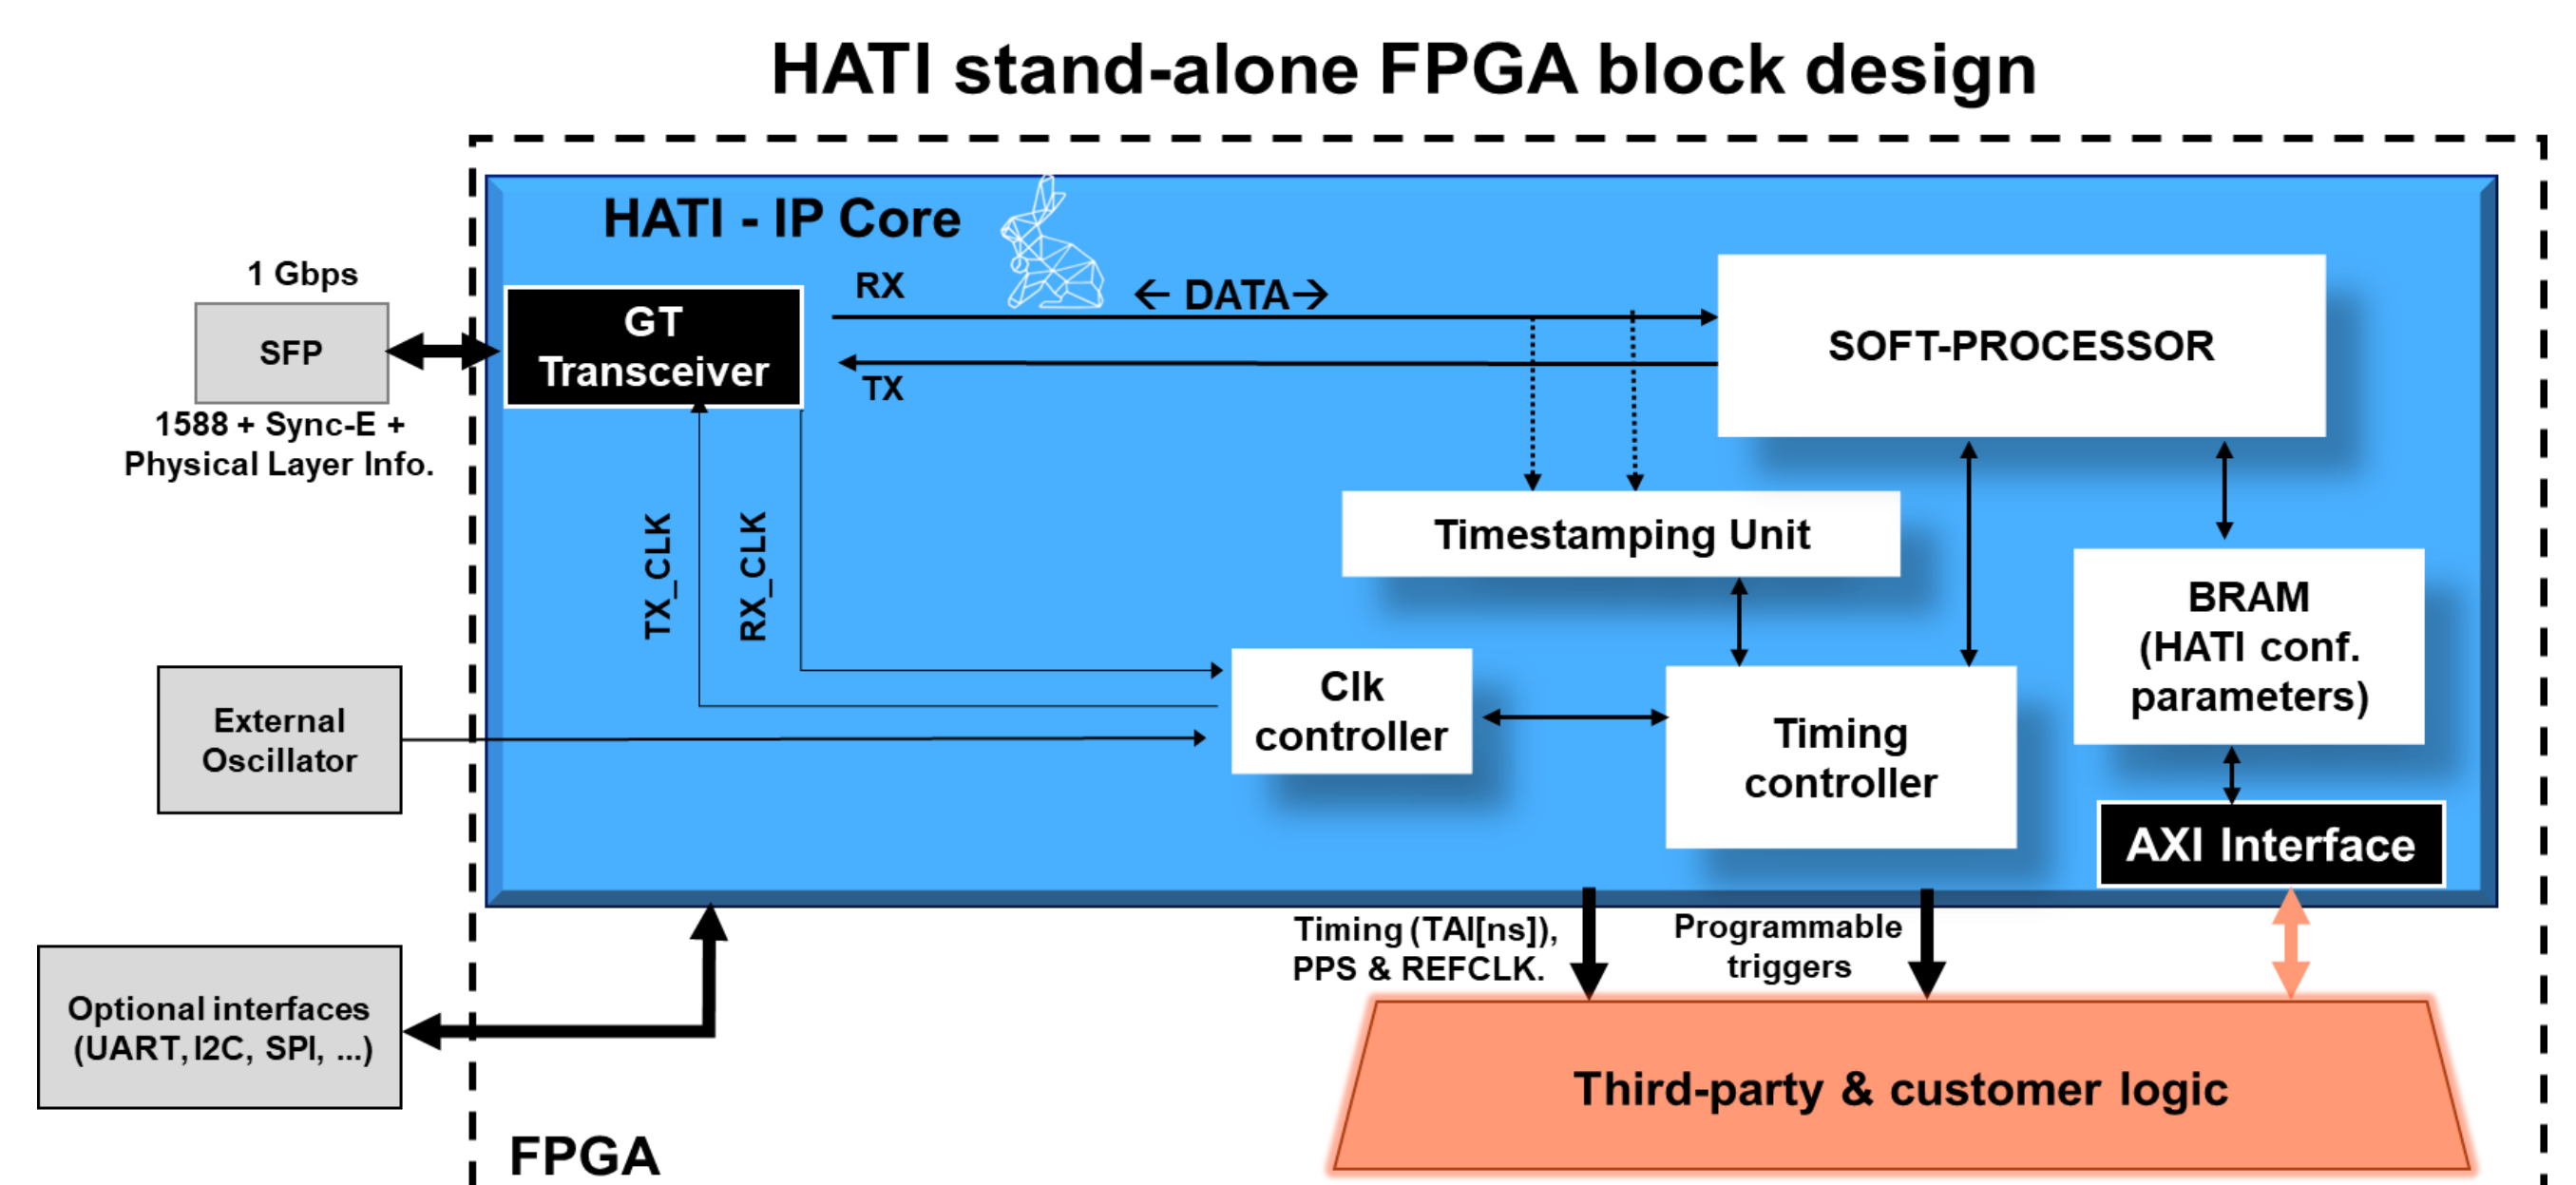 HATI stand-alone FPGA block design
HATI - IP Core
1 Gbps
SFP
1588 + Sync-E +
Physical Layer Info.
GT
Transceiver
RX
← DATA→
TX
SOFT-PROCESSOR
TX_CLK
RX_CLK
Timestamping Unit
BRAM
(HATI conf.
parameters)
External
Oscillator
Clk
controller
Timing
controller
AXI Interface
Optional interfaces
(UART, I2C, SPI, ...)
Timing (TAI[ns]),
PPS & REFCLK.
Programmable
triggers
Third-party & customer logic
FPGA